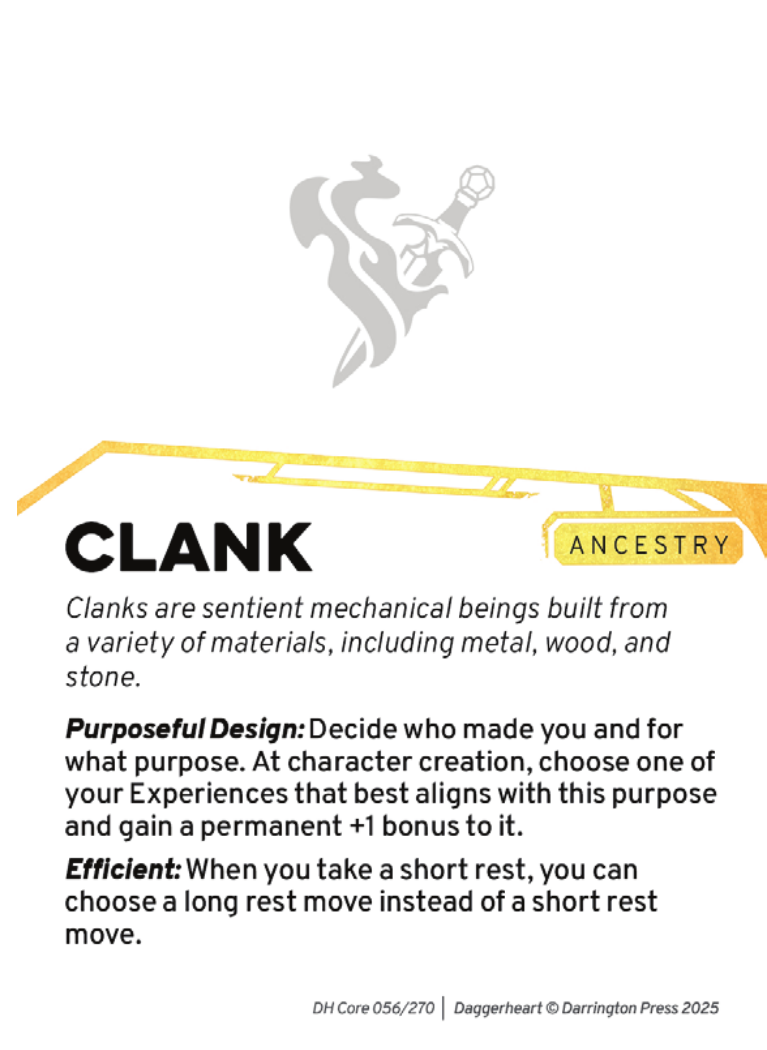 CLANK
ANCESTRY
Clanks are sentient mechanical beings built from
a variety of materials, including metal, wood, and
stone.
Purposeful Design: Decide who made you and for
what purpose. At character creation, choose one of
your Experiences that best aligns with this purpose
and gain a permanent +1 bonus to it.
Efficient: When you take a short rest, you can
choose a long rest move instead of a short rest
move.
DH Core 056/270 | Daggerheart © Darrington Press 2025